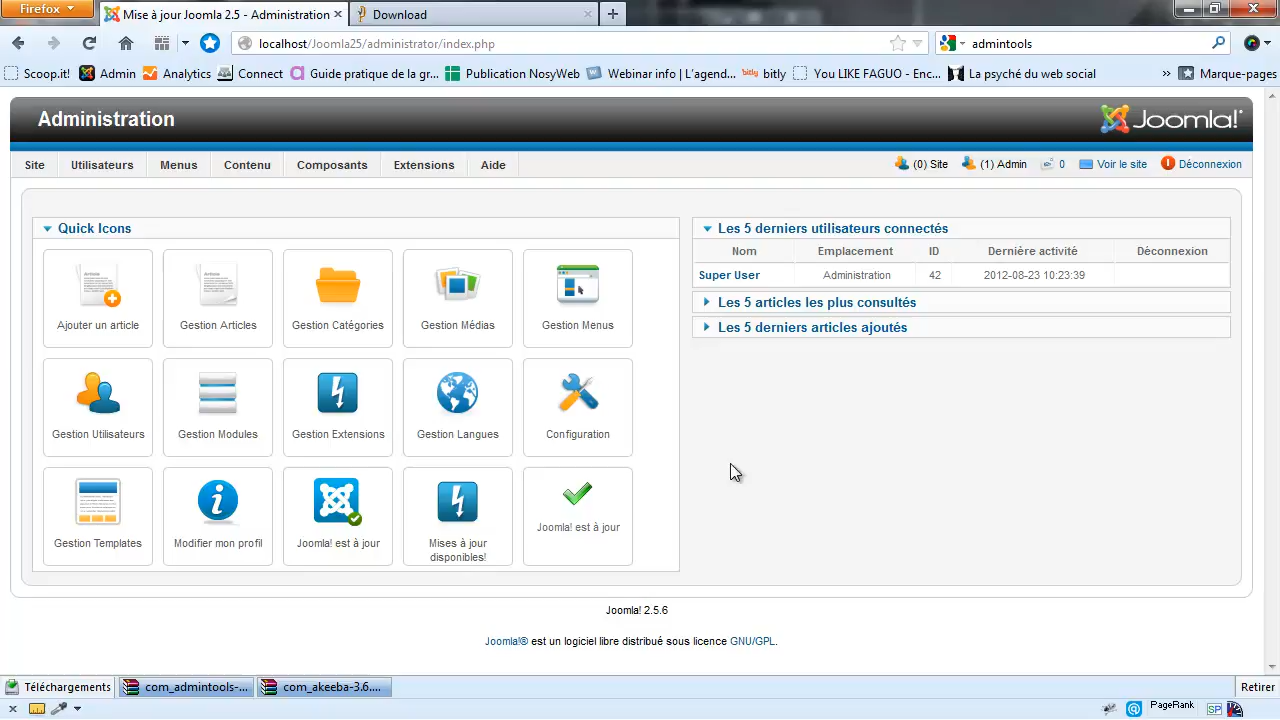 Firefox
Mise à jour Joomla 2.5 - Administration
Download
localhost/Joomla25/administrator/index.php
admintools
Scoop.it!
Admin
Analytics
Connect
Guide pratique de la gr...
Publication NosyWeb
Webinar info | L'agend...
bitly
You LIKE FAGUO - Enc...
La psyché du web social
»
Marque-pages
Administration
Joomla!
Site
Utilisateurs
Menus
Contenu
Composants
Extensions
Aide
(0) Site
(1) Admin
0
Voir le site
Déconnexion
Quick Icons
Ajouter un article
Gestion Articles
Gestion Catégories
Gestion Médias
Gestion Menus
Gestion Utilisateurs
Gestion Modules
Gestion Extensions
Gestion Langues
Configuration
Gestion Templates
Modifier mon profil
Joomla! est à jour
Mises à jour
disponibles!
Joomla! est à jour
Les 5 derniers utilisateurs connectés
Nom Emplacement ID Dernière activité Déconnexion
Super User Administration 42 2012-08-23 10:23:39
Les 5 articles les plus consultés
Les 5 derniers articles ajoutés
Joomla! 2.5.6
Joomla!® est un logiciel libre distribué sous licence GNU/GPL.
Téléchargements
com_admintools-...
com_akeeba-3.6....
Retirer
PageRank
SP